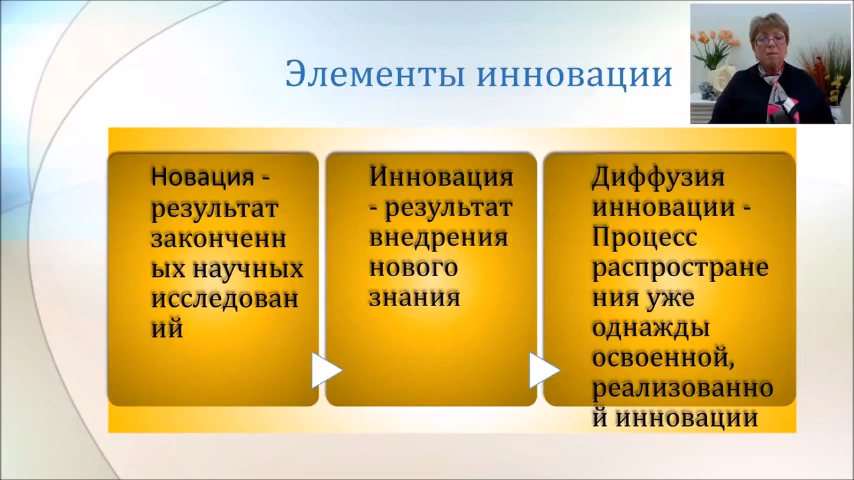 Элементы инновации
Новация -
результат
законченн
ых научных
исследован
ий
Инновация
- результат
внедрения
нового
знания
Диффузия
инновации -
Процесс
распростране
ния уже
однажды
освоенной,
реализованно
й инновации